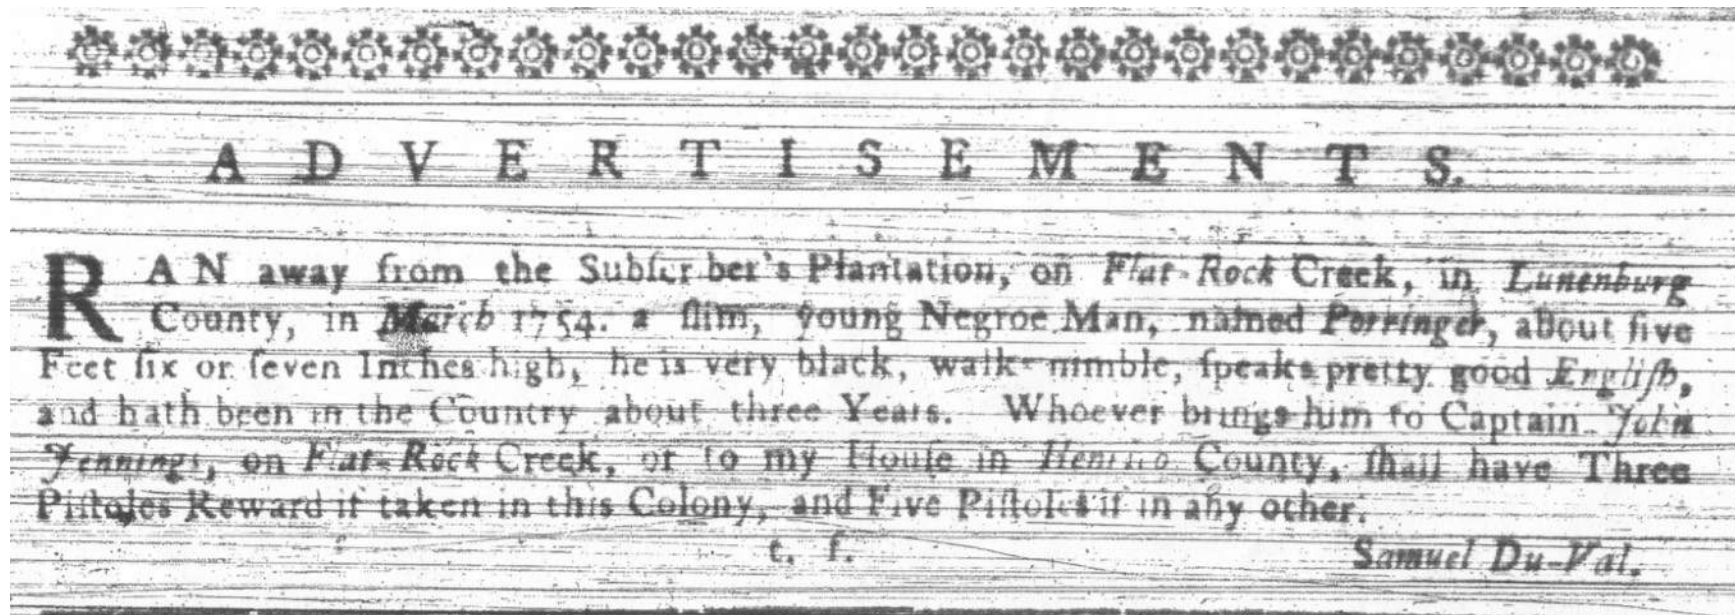 ADVERTISEMENTS.
RAN away from the Subſcriber's Plantation, on Flat-Rock Creek, in Lunenburg
County, in March 1754. a ſlim, young Negroe Man, named Porringer, about five
Feet ſix or ſeven Inches high, he is very black, walks nimble, ſpeaks pretty good Engliſh,
and hath been in the Country about three Years. Whoever brings him to Captain John
Jennings, on Flat-Rock Creek, or to my Houſe in Henrico County, ſhall have Three
Piſtoles Reward if taken in this Colony, and Five Piſtoles if in any other.
t. f. Samuel Du-Val.